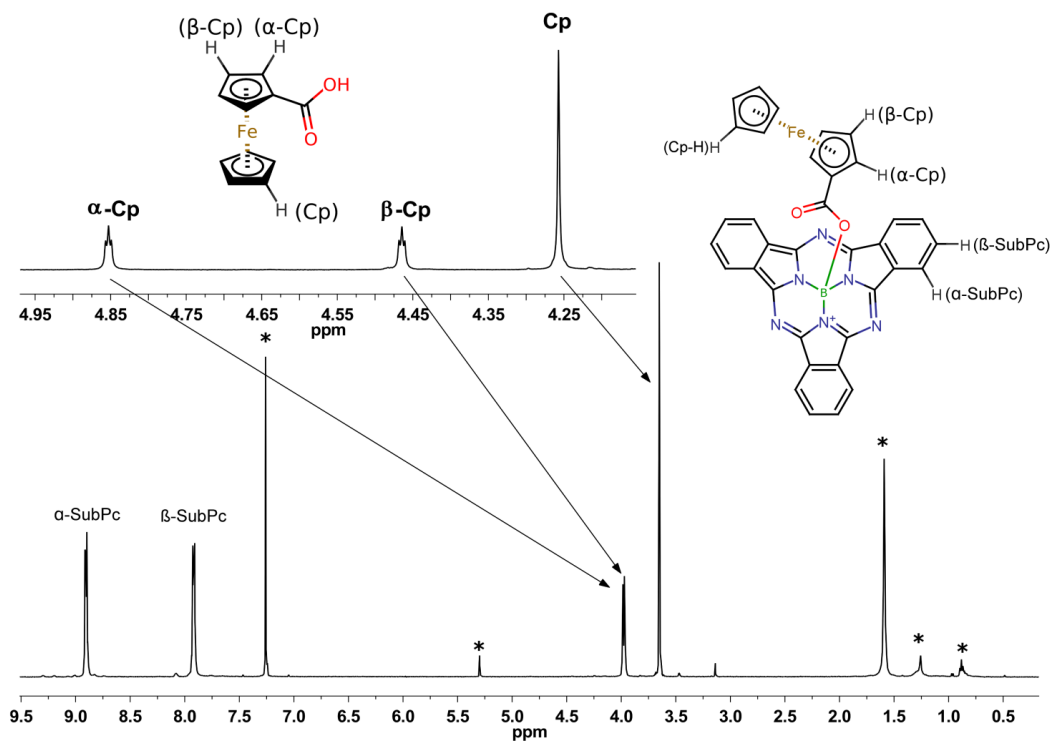 (β-Cp) (α-Cp)
H H
OH
O
Fe
H (Cp)
Cp
α-Cp
β-Cp
4.95 4.85 4.75 4.65 4.55 4.45 4.35 4.25
ppm
Fe
H (β-Cp)
(Cp-H)H
H (α-Cp)
O
O
N
N N
B
N N+ N
H (ß-SubPc)
H (α-SubPc)
*
*
α-SubPc
ß-SubPc
*
*
*
9.5 9.0 8.5 8.0 7.5 7.0 6.5 6.0 5.5 5.0 4.5 4.0 3.5 3.0 2.5 2.0 1.5 1.0 0.5
ppm